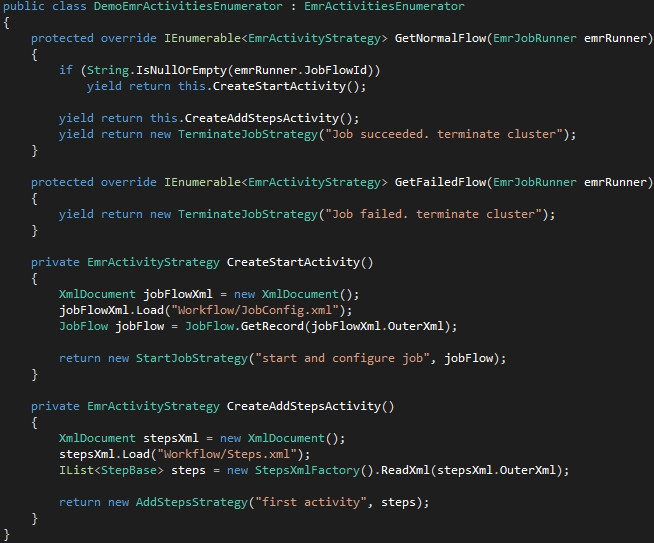 public class DemoEmrActivitiesEnumerator : EmrActivitiesEnumerator
{
    protected override IEnumerable<EmrActivityStrategy> GetNormalFlow(EmrJobRunner emrRunner)
    {
        if (String.IsNullOrEmpty(emrRunner.JobFlowId))
            yield return this.CreateStartActivity();

        yield return this.CreateAddStepsActivity();
        yield return new TerminateJobStrategy("Job succeeded. terminate cluster");
    }

    protected override IEnumerable<EmrActivityStrategy> GetFailedFlow(EmrJobRunner emrRunner)
    {
        yield return new TerminateJobStrategy("Job failed. terminate cluster");
    }

    private EmrActivityStrategy CreateStartActivity()
    {
        XmlDocument jobFlowXml = new XmlDocument();
        jobFlowXml.Load("Workflow/JobConfig.xml");
        JobFlow jobFlow = JobFlow.GetRecord(jobFlowXml.OuterXml);

        return new StartJobStrategy("start and configure job", jobFlow);
    }

    private EmrActivityStrategy CreateAddStepsActivity()
    {
        XmlDocument stepsXml = new XmlDocument();
        stepsXml.Load("Workflow/Steps.xml");
        IList<StepBase> steps = new StepsXmlFactory().ReadXml(stepsXml.OuterXml);

        return new AddStepsStrategy("first activity", steps);
    }
}